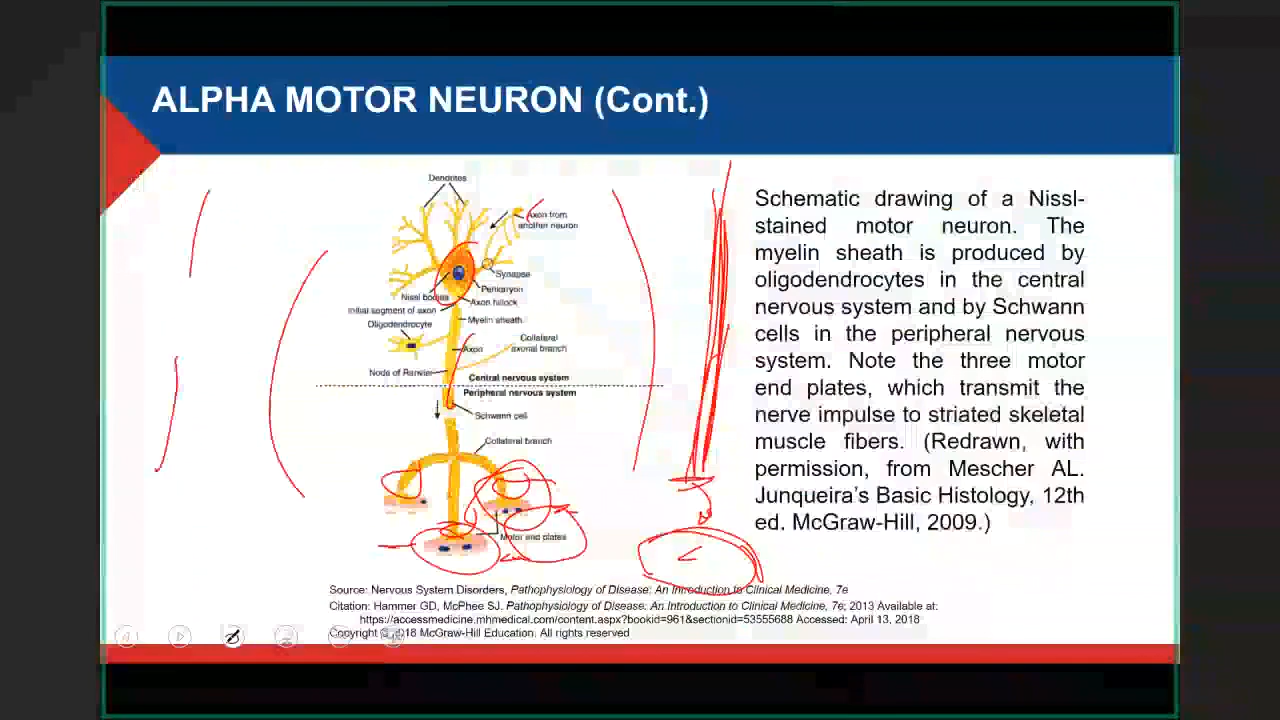 ALPHA MOTOR NEURON (Cont.)
Dendrites
Axon from
another neuron
Synapse
Perikaryon
Nissl bodies
Axon hillock
Initial segment of axon
Myelin sheath
Oligodendrocyte
Collateral
axonal branch
Axon
Node of Ranvier
Central nervous system
Peripheral nervous system
Schwann cell
Collateral branch
Motor end plates
Schematic drawing of a Nissl-
stained motor neuron. The
myelin sheath is produced by
oligodendrocytes in the central
nervous system and by Schwann
cells in the peripheral nervous
system. Note the three motor
end plates, which transmit the
nerve impulse to striated skeletal
muscle fibers. (Redrawn, with
permission, from Mescher AL.
Junqueira's Basic Histology, 12th
ed. McGraw-Hill, 2009.)
Source: Nervous System Disorders, Pathophysiology of Disease: An Introduction to Clinical Medicine, 7e
Citation: Hammer GD, McPhee SJ. Pathophysiology of Disease: An Introduction to Clinical Medicine, 7e; 2013 Available at:
https://accessmedicine.mhmedical.com/content.aspx?bookid=961&sectionid=53555688 Accessed: April 13, 2018
Copyright © 2018 McGraw-Hill Education. All rights reserved